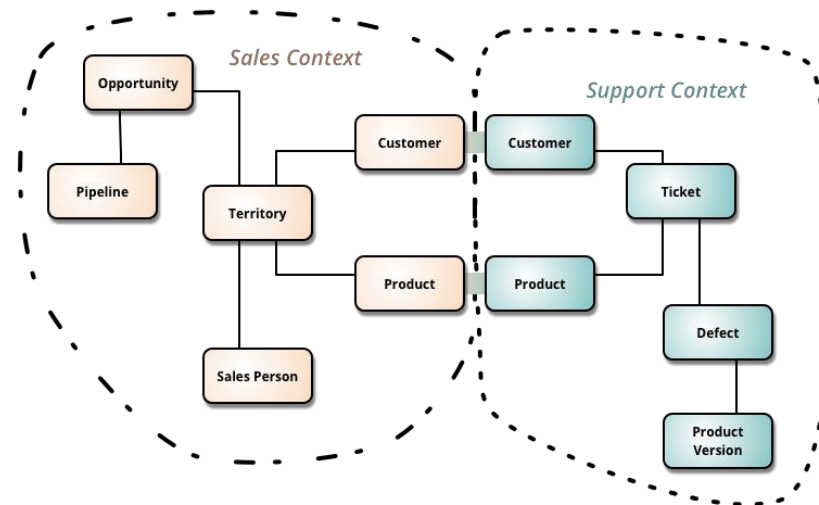 Sales Context
Opportunity
Support Context
Customer
Customer
Pipeline
Ticket
Territory
Product
Product
Defect
Sales Person
Product
Version